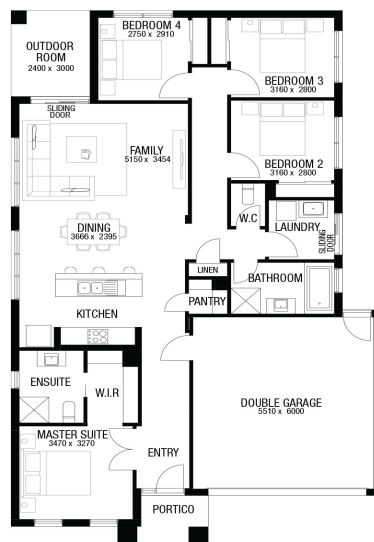 BEDROOM 4
2750 x 2910
OUTDOOR
ROOM
2400 x 3000
BEDROOM 3
3160 x 2800
SLIDING
DOOR
FAMILY
5150 x 3454
BEDROOM 2
3160 x 2800
W.C
LAUNDRY
SLIDING
DOOR
DINING
3666 x 2395
LINEN
BATHROOM
PANTRY
KITCHEN
ENSUITE
W.I.R
DOUBLE GARAGE
5510 x 6000
MASTER SUITE
3470 x 3270
ENTRY
PORTICO